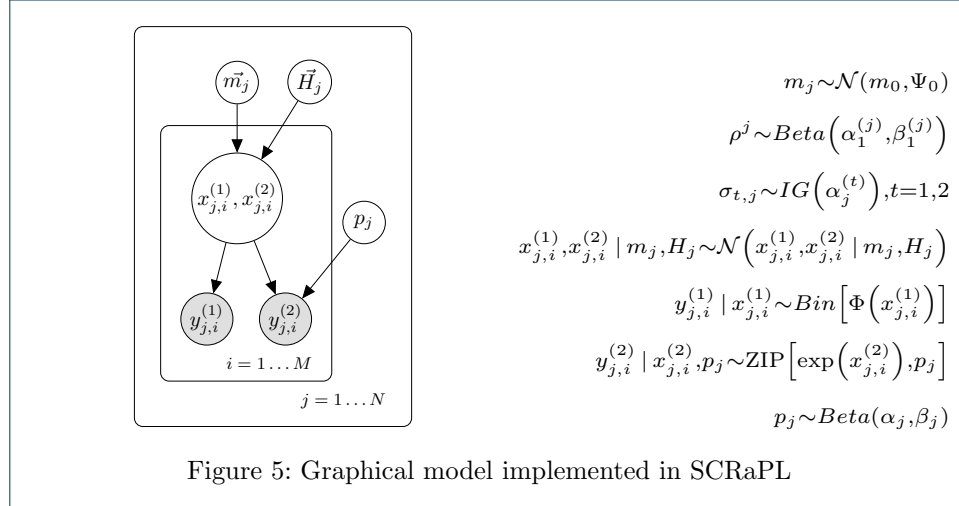 m⃗_j H⃗_j
x_{j,i}^{(1)}, x_{j,i}^{(2)}
p_j
y_{j,i}^{(1)} y_{j,i}^{(2)}
i = 1 … M
j = 1 … N
m_j∼𝒩(m_0,Ψ_0)
ρ^j∼Beta(α_1^{(j)},β_1^{(j)})
σ_{t,j}∼IG(α_j^{(t)}),t=1,2
x_{j,i}^{(1)},x_{j,i}^{(2)} | m_j,H_j∼𝒩(x_{j,i}^{(1)},x_{j,i}^{(2)} | m_j,H_j)
y_{j,i}^{(1)} | x_{j,i}^{(1)}∼Bin[Φ(x_{j,i}^{(1)})]
y_{j,i}^{(2)} | x_{j,i}^{(2)},p_j∼ZIP[exp(x_{j,i}^{(2)}),p_j]
p_j∼Beta(α_j,β_j)
Figure 5: Graphical model implemented in SCRaPL